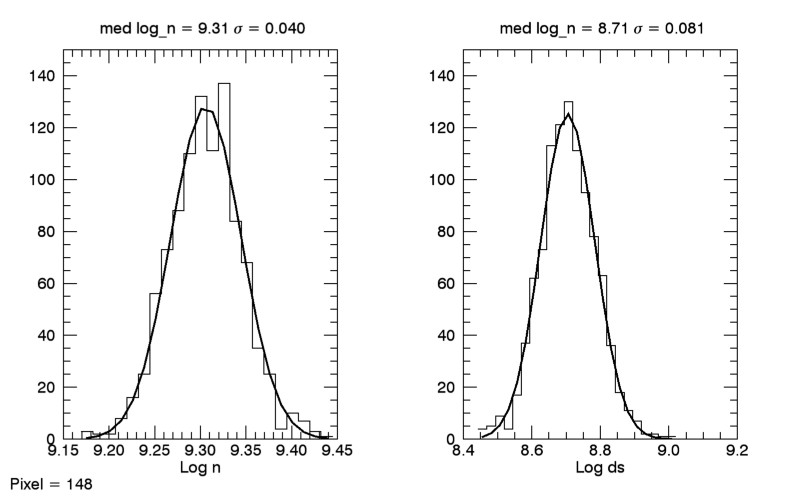 med log_n = 9.31 σ = 0.040
140
120
100
80
60
40
20
0
9.15 9.20 9.25 9.30 9.35 9.40 9.45
Log n
med log_n = 8.71 σ = 0.081
140
120
100
80
60
40
20
0
8.4 8.6 8.8 9.0 9.2
Log ds
Pixel = 148